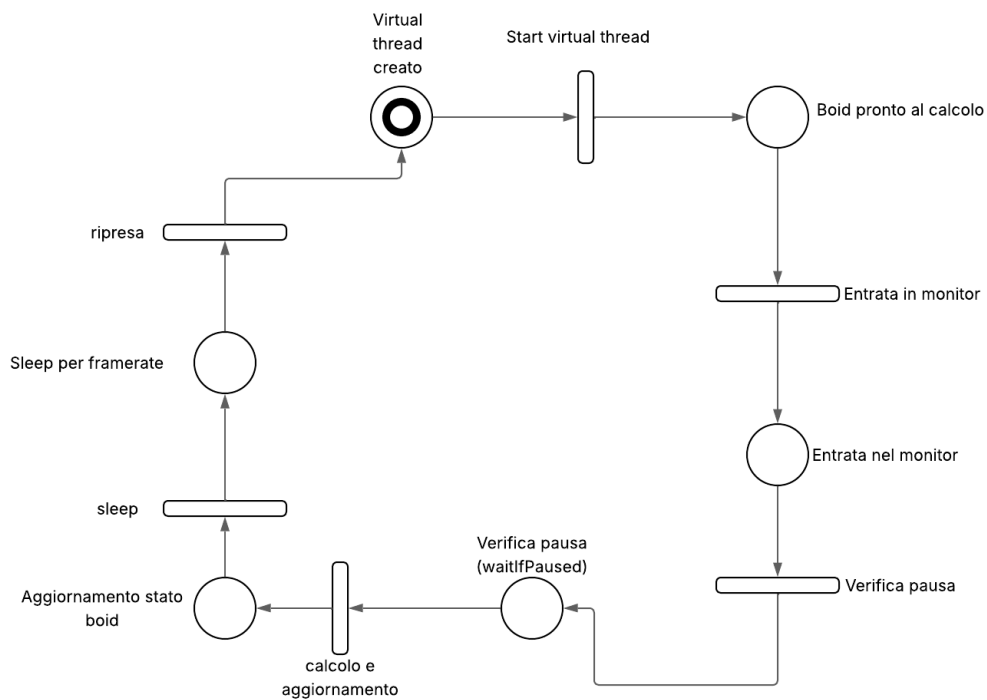 Virtual
thread
creato
Start virtual thread
Boid pronto al calcolo
ripresa
Entrata in monitor
Sleep per framerate
Entrata nel monitor
sleep
Verifica pausa
(waitIfPaused)
Verifica pausa
Aggiornamento stato
boid
calcolo e
aggiornamento